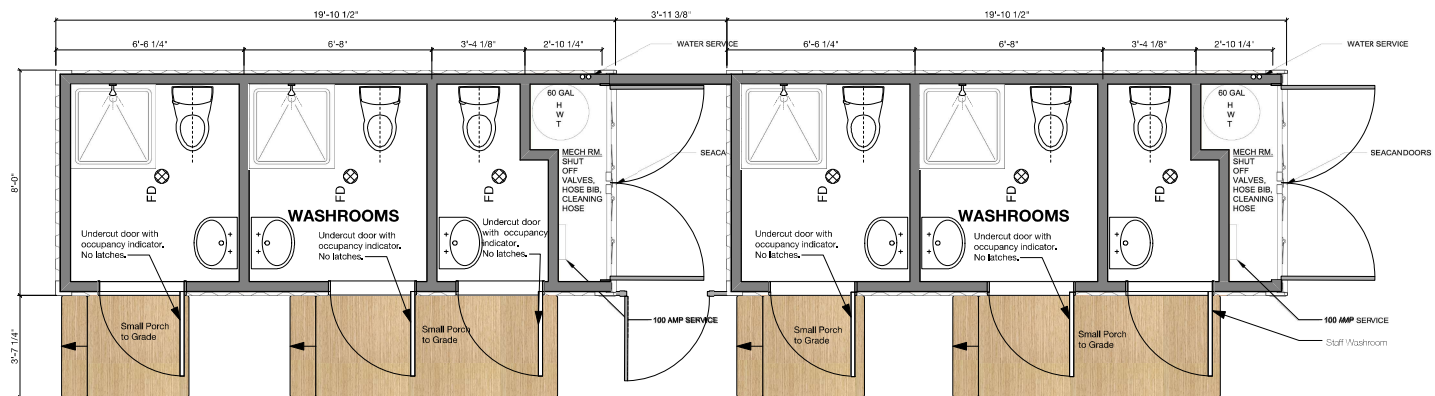 19'-10 1/2"
3'-11 3/8"
19'-10 1/2"
6'-6 1/4"
6'-8"
3'-4 1/8"
2'-10 1/4"
WATER SERVICE
6'-6 1/4"
6'-8"
3'-4 1/8"
2'-10 1/4"
WATER SERVICE
8'-0"
3'-7 1/4"
60 GAL
H
W
T
MECH RM.
SHUT
OFF
VALVES,
HOSE BIB,
CLEANING
HOSE
SEACA
FD
FD
FD
WASHROOMS
Undercut door with
occupancy indicator.
No latches.
Undercut door with
occupancy indicator.
No latches.
Undercut door
with occupancy
indicator.
No latches.
Small Porch
to Grade
Small Porch
to Grade
100 AMP SERVICE
60 GAL
H
W
T
MECH RM.
SHUT
OFF
VALVES,
HOSE BIB,
CLEANING
HOSE
SEACANDOORS
FD
FD
FD
WASHROOMS
Undercut door with
occupancy indicator.
No latches.
Undercut door with
occupancy indicator.
No latches.
Small Porch
to Grade
Small Porch
to Grade
100 AMP SERVICE
Staff Washroom